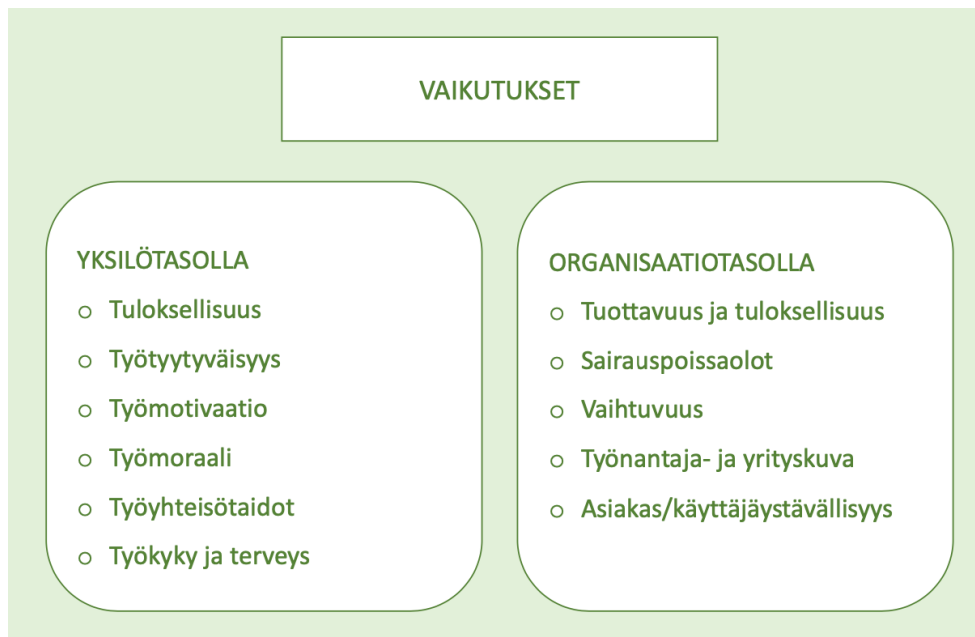 VAIKUTUKSET
YKSILÖTASOLLA
o Tuloksellisuus
o Työtyytyväisyys
o Työmotivaatio
o Työmoraali
o Työyhteisötaidot
o Työkyky ja terveys
ORGANISAATIOTASOLLA
o Tuottavuus ja tuloksellisuus
o Sairauspoissaolot
o Vaihtuvuus
o Työnantaja- ja yrityskuva
o Asiakas/käyttäjäystävällisyys